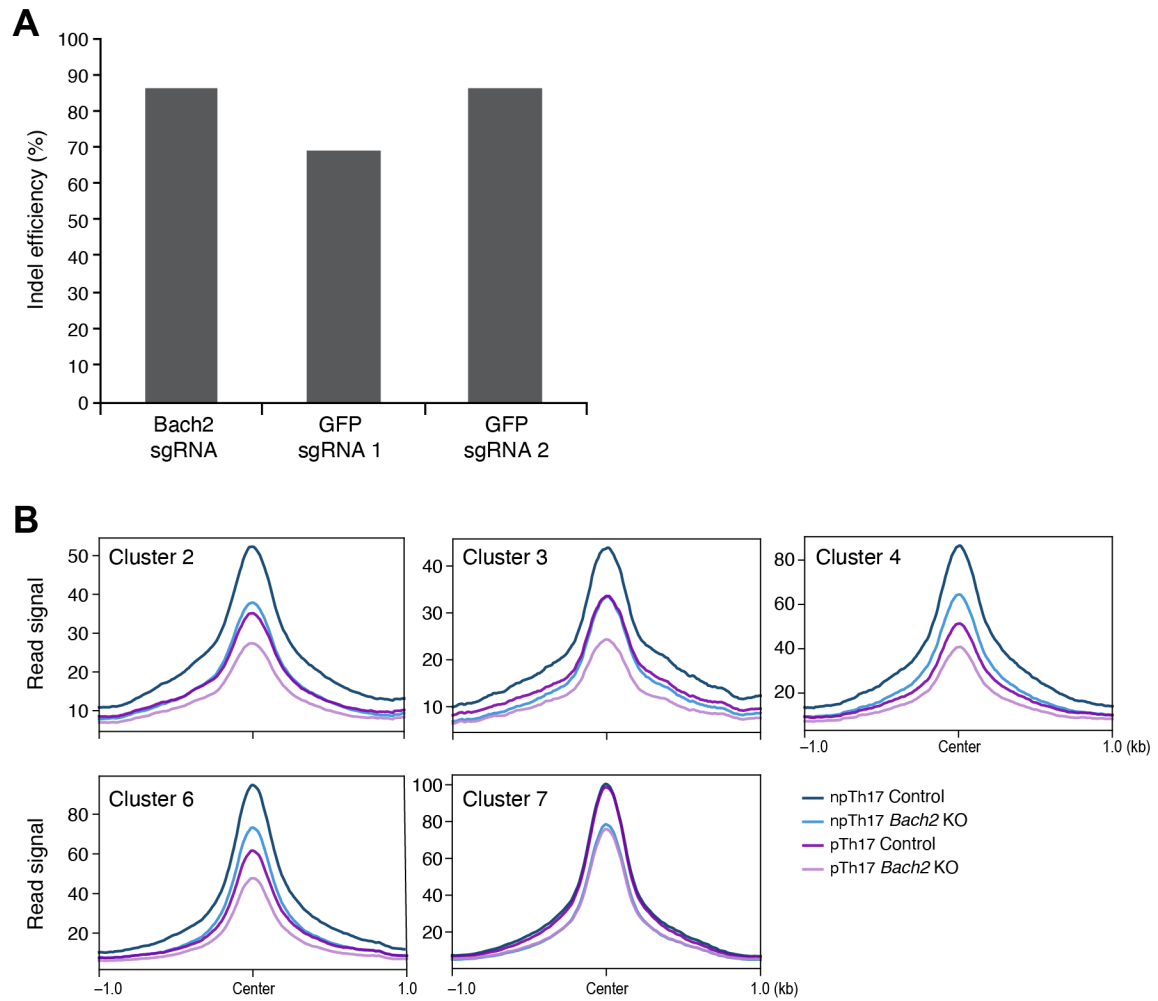 A
100
90
80
70
60
50
40
30
20
10
0
Indel efficiency (%)
Bach2
sgRNA
GFP
sgRNA 1
GFP
sgRNA 2
B
Read signal
Cluster 2
50
40
30
20
10
Cluster 3
40
30
20
10
Cluster 4
80
60
40
20
–1.0
Center
1.0 (kb)
Read signal
Cluster 6
80
60
40
20
–1.0
Center
1.0
Cluster 7
100
80
60
40
20
–1.0
Center
1.0 (kb)
npTh17 Control
npTh17 Bach2 KO
pTh17 Control
pTh17 Bach2 KO